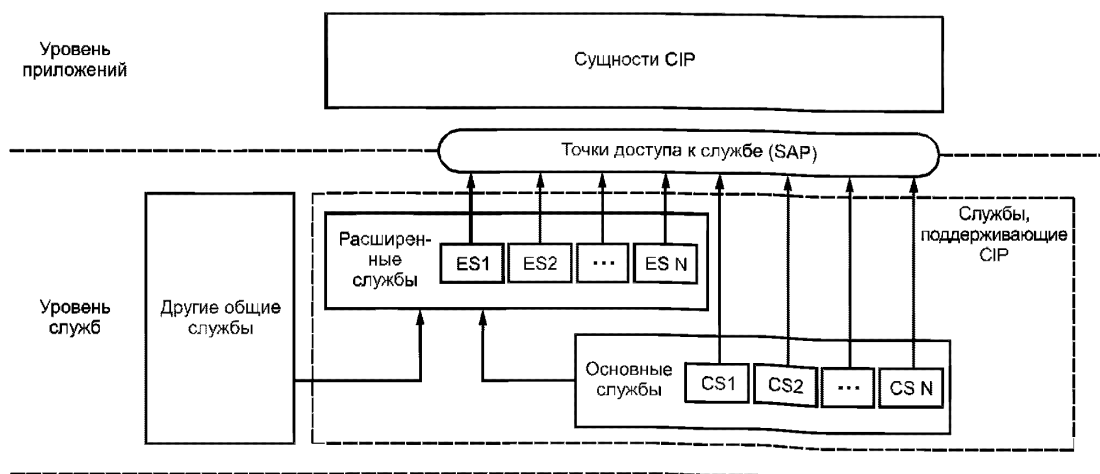 Уровень
приложений
Сущности CIP
Точки доступа к службе (SAP)
Службы,
поддерживающие
CIP
Расширен-
ные
службы
ES1
ES2
...
ES N
Уровень
служб
Другие общие
службы
Основные
службы
CS1
CS2
...
CS N